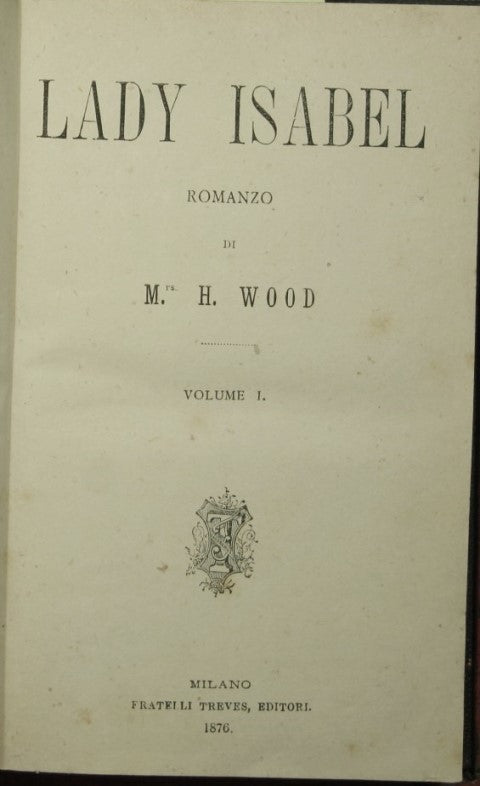 LADY ISABEL
ROMANZO
DI
M.rs H. WOOD
VOLUME I.
MILANO
FRATELLI TREVES, EDITORI.
1876.